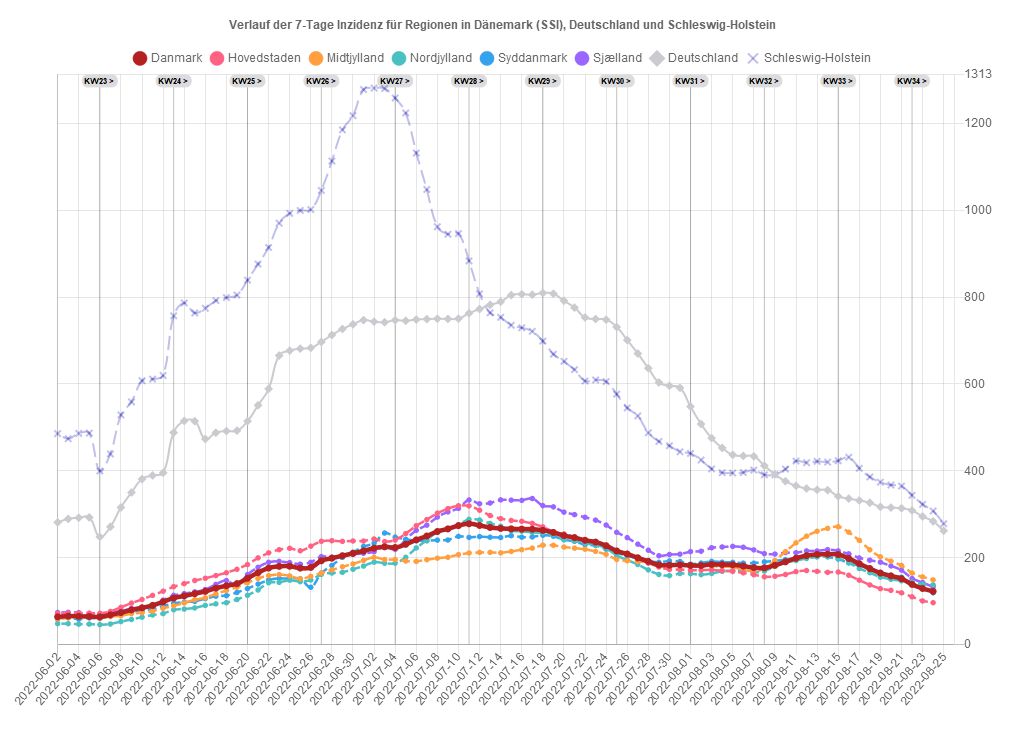 Verlauf der 7-Tage Inzidenz für Regionen in Dänemark (SSI), Deutschland und Schleswig-Holstein
Danmark Hovedstaden Midtjylland Nordjylland Syddanmark Sjælland Deutschland Schleswig-Holstein
KW23 > KW24 > KW25 > KW26 > KW27 > KW28 > KW29 > KW30 > KW31 > KW32 > KW33 > KW34 >
1313
1200
1000
800
600
400
200
0
2022-06-02 2022-06-04 2022-06-06 2022-06-08 2022-06-10 2022-06-12 2022-06-14 2022-06-16 2022-06-18 2022-06-20 2022-06-22 2022-06-24 2022-06-26 2022-06-28 2022-06-30 2022-07-02 2022-07-04 2022-07-06 2022-07-08 2022-07-10 2022-07-12 2022-07-14 2022-07-16 2022-07-18 2022-07-20 2022-07-22 2022-07-24 2022-07-26 2022-07-28 2022-07-30 2022-08-01 2022-08-03 2022-08-05 2022-08-07 2022-08-09 2022-08-11 2022-08-13 2022-08-15 2022-08-17 2022-08-19 2022-08-21 2022-08-23 2022-08-25